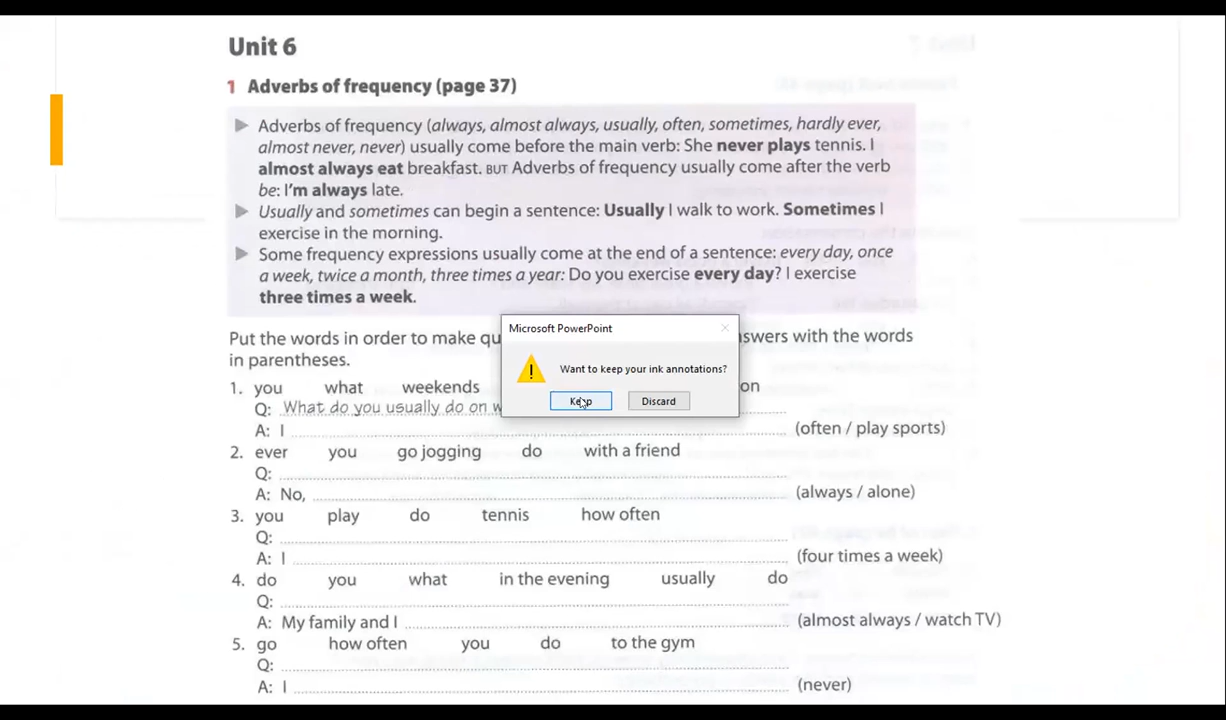 Unit 6
1 Adverbs of frequency (page 37)
▶ Adverbs of frequency (always, almost always, usually, often, sometimes, hardly ever,
almost never, never) usually come before the main verb: She never plays tennis. I
almost always eat breakfast. BUT Adverbs of frequency usually come after the verb
be: I'm always late.
▶ Usually and sometimes can begin a sentence: Usually I walk to work. Sometimes I
exercise in the morning.
▶ Some frequency expressions usually come at the end of a sentence: every day, once
a week, twice a month, three times a year: Do you exercise every day? I exercise
three times a week.
Microsoft PowerPoint
Want to keep your ink annotations?
Keep Discard
Put the words in order to make qu swers with the words
in parentheses.
1. you what weekends on
Q: What do you usually do on w
A: I (often / play sports)
2. ever you go jogging do with a friend
Q:
A: No, (always / alone)
3. you play do tennis how often
Q:
A: I (four times a week)
4. do you what in the evening usually do
Q:
A: My family and I (almost always / watch TV)
5. go how often you do to the gym
Q:
A: I (never)